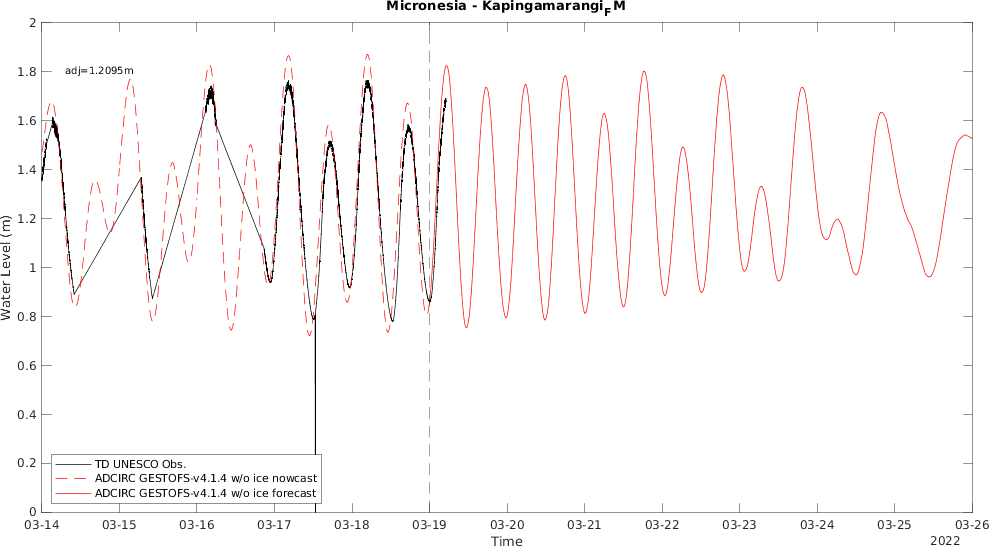 Micronesia - Kapingamarangi_FM
adj=1.2095m
2
1.8
1.6
1.4
1.2
1
0.8
0.6
0.4
0.2
0
Water Level (m)
TD UNESCO Obs.
ADCIRC GESTOFS-v4.1.4 w/o ice nowcast
ADCIRC GESTOFS-v4.1.4 w/o ice forecast
03-14 03-15 03-16 03-17 03-18 03-19 03-20 03-21 03-22 03-23 03-24 03-25 03-26
Time
2022